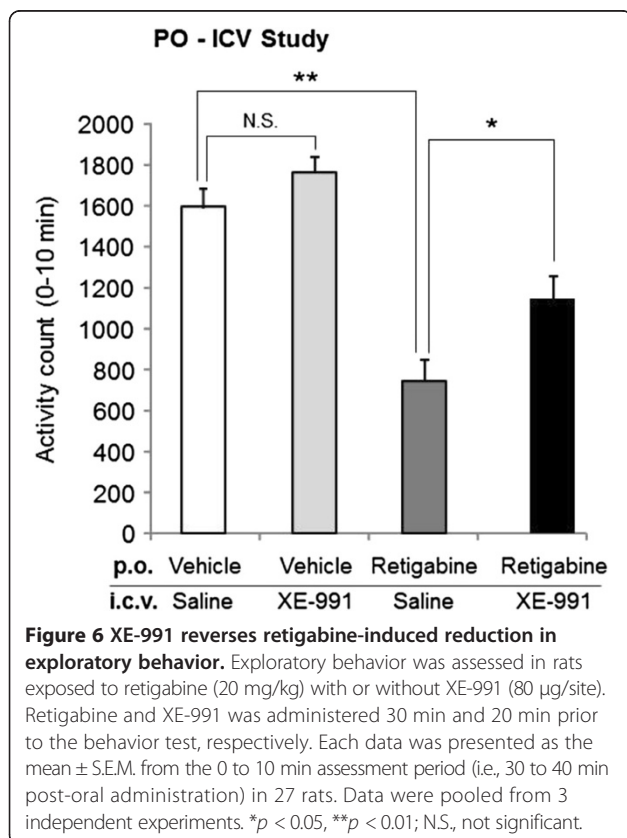 PO - ICV Study
**
N.S.
*
2000
1800
1600
1400
1200
1000
800
600
400
200
0
Activity count (0-10 min)
p.o. Vehicle Vehicle Retigabine Retigabine
i.c.v. Saline XE-991 Saline XE-991
Figure 6 XE-991 reverses retigabine-induced reduction in
exploratory behavior. Exploratory behavior was assessed in rats
exposed to retigabine (20 mg/kg) with or without XE-991 (80 μg/site).
Retigabine and XE-991 was administered 30 min and 20 min prior
to the behavior test, respectively. Each data was presented as the
mean ± S.E.M. from the 0 to 10 min assessment period (i.e., 30 to 40 min
post-oral administration) in 27 rats. Data were pooled from 3
independent experiments. *p < 0.05, **p < 0.01; N.S., not significant.